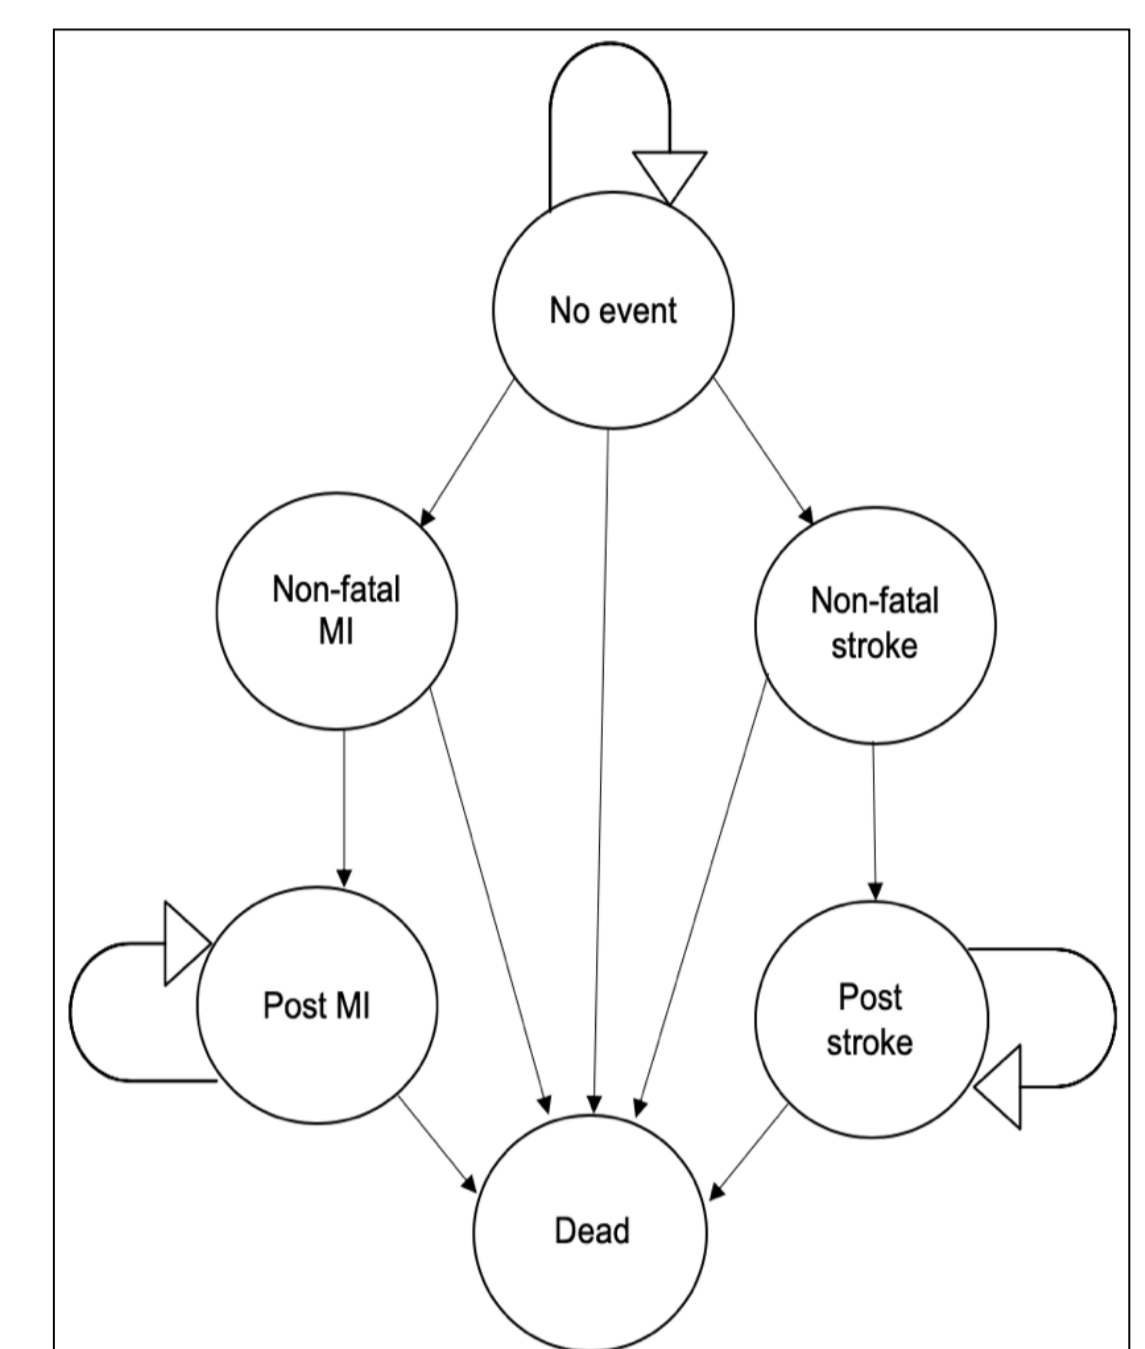 No event
Non-fatal
MI
Non-fatal
stroke
Post MI
Post
stroke
Dead